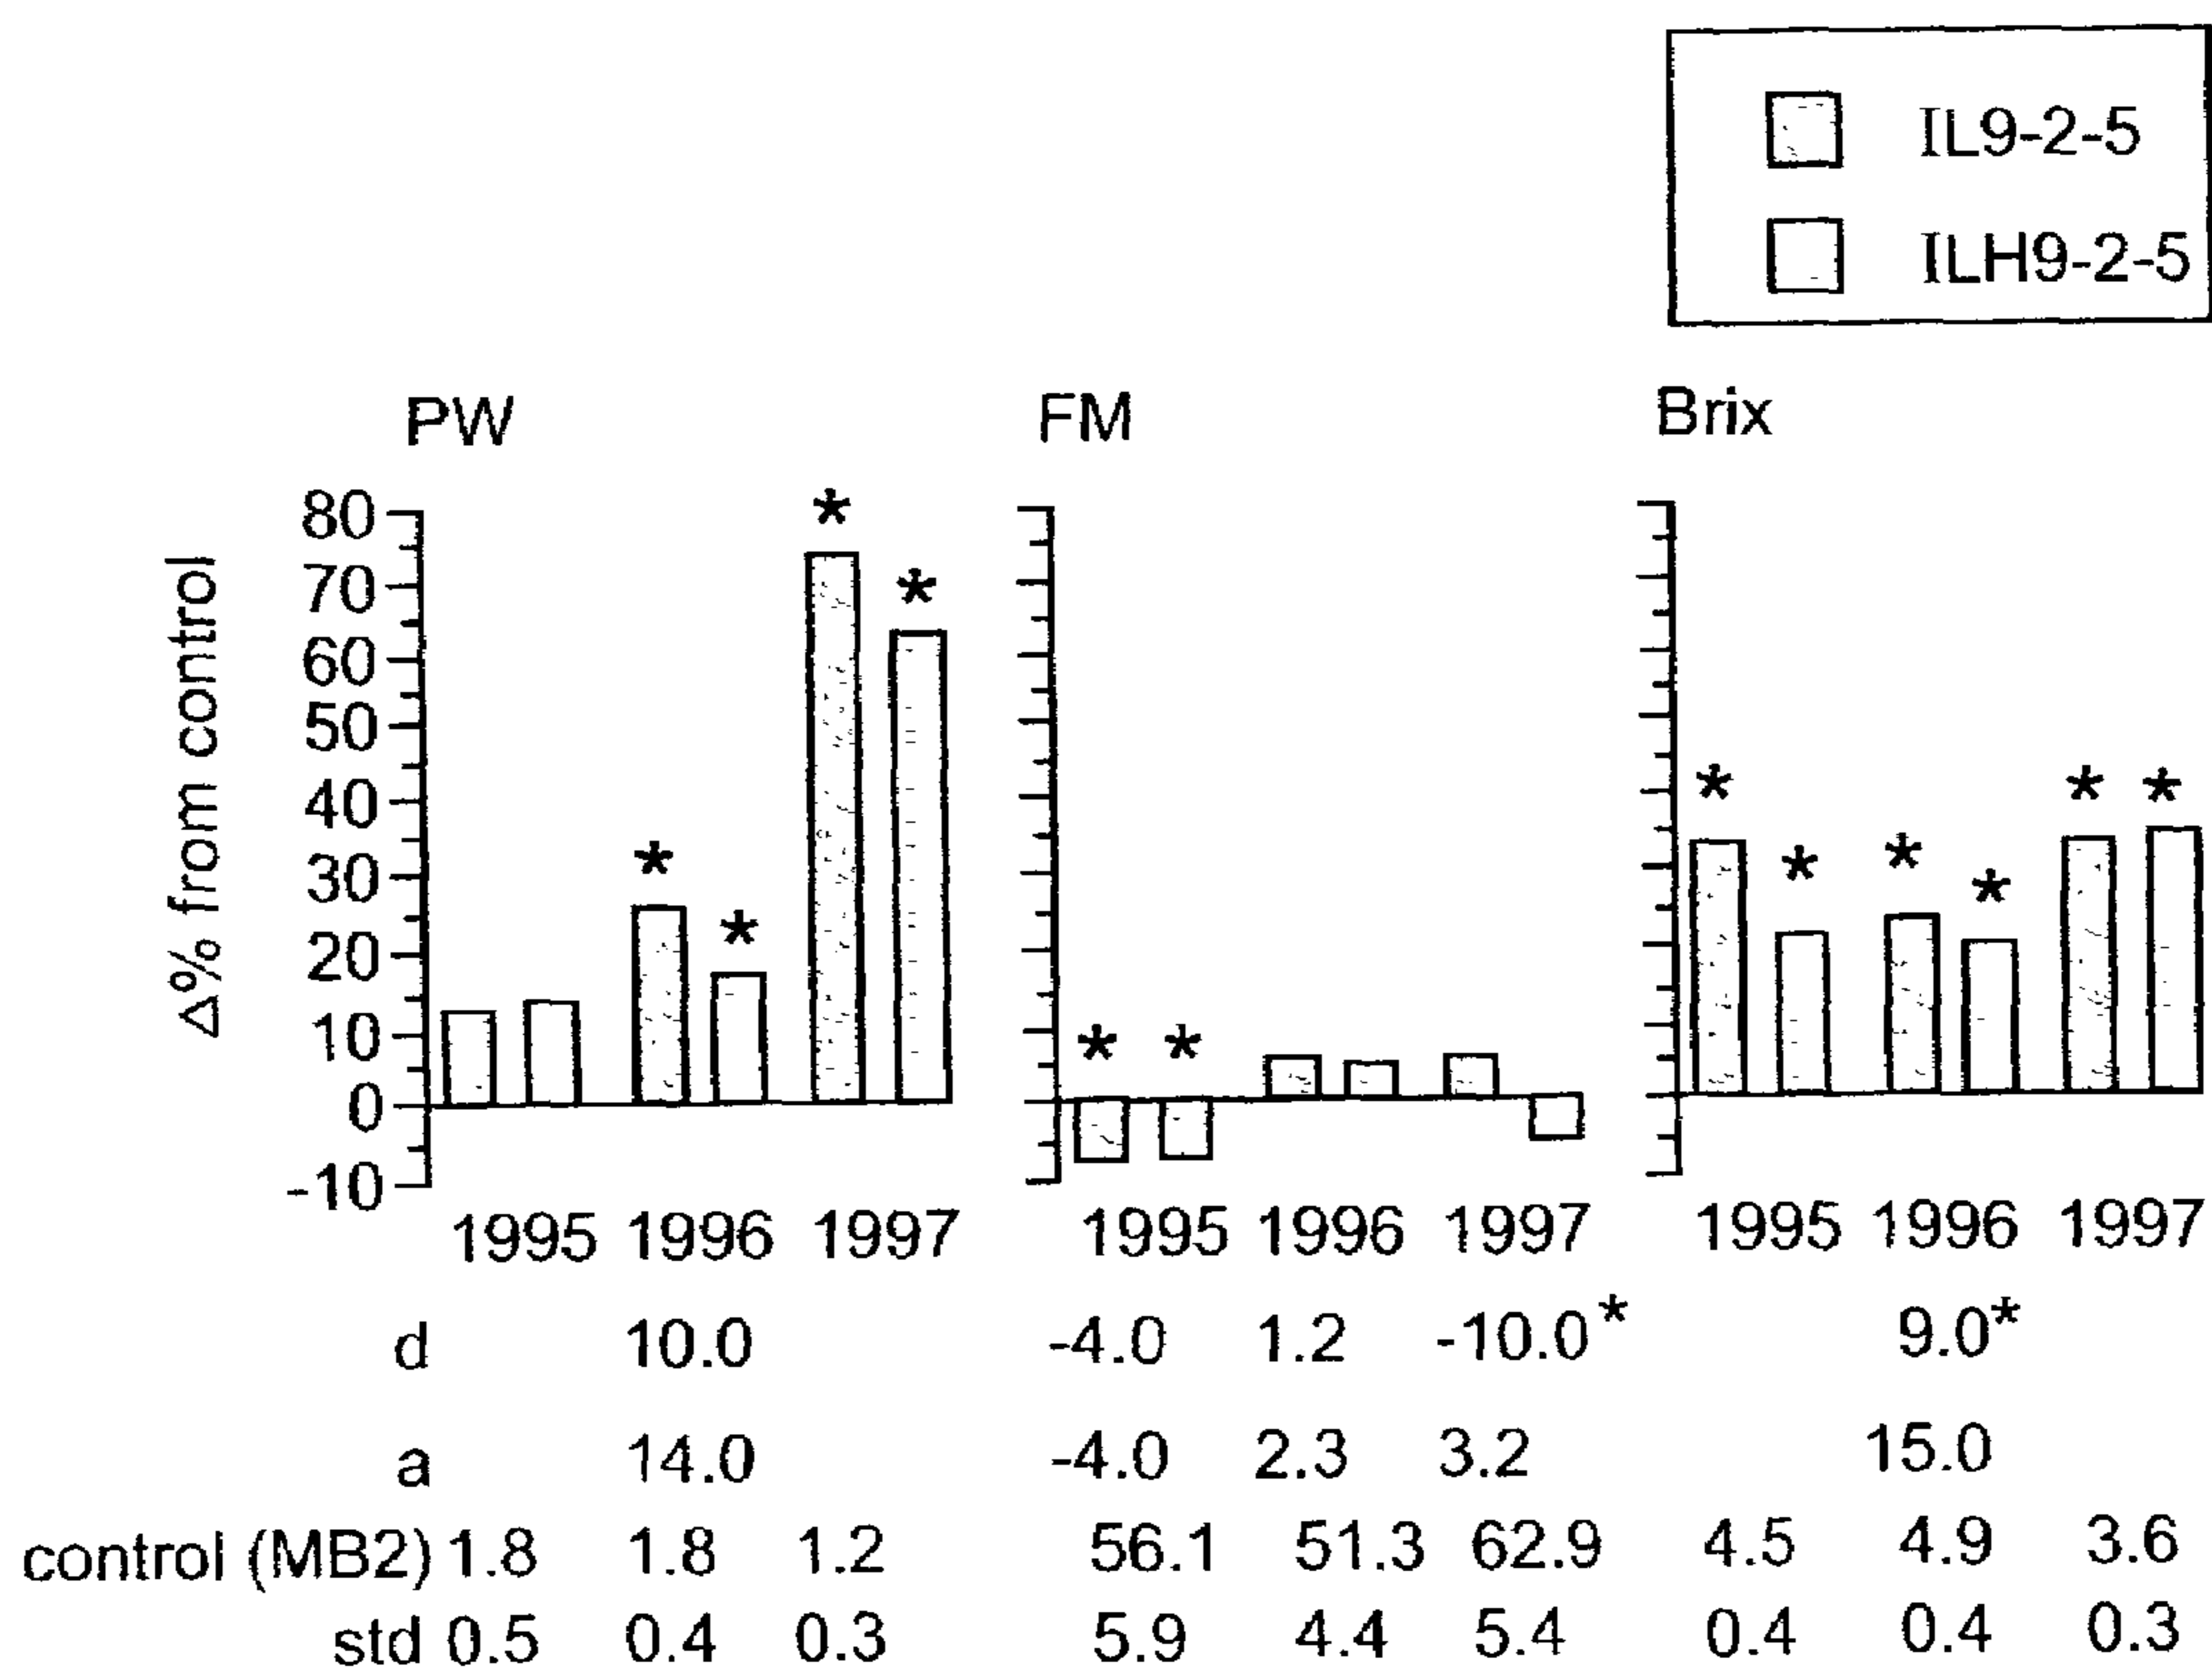 IL9-2-5
ILH9-2-5
PW FM Brix
Δ% from control
80
70
60
50
40
30
20
10
0
-10
* * * *
* *
* * * * * *
1995 1996 1997 1995 1996 1997 1995 1996 1997
d 10.0 -4.0 1.2 -10.0* 9.0*
a 14.0 -4.0 2.3 3.2 15.0
control (MB2) 1.8 1.8 1.2 56.1 51.3 62.9 4.5 4.9 3.6
std 0.5 0.4 0.3 5.9 4.4 5.4 0.4 0.4 0.3